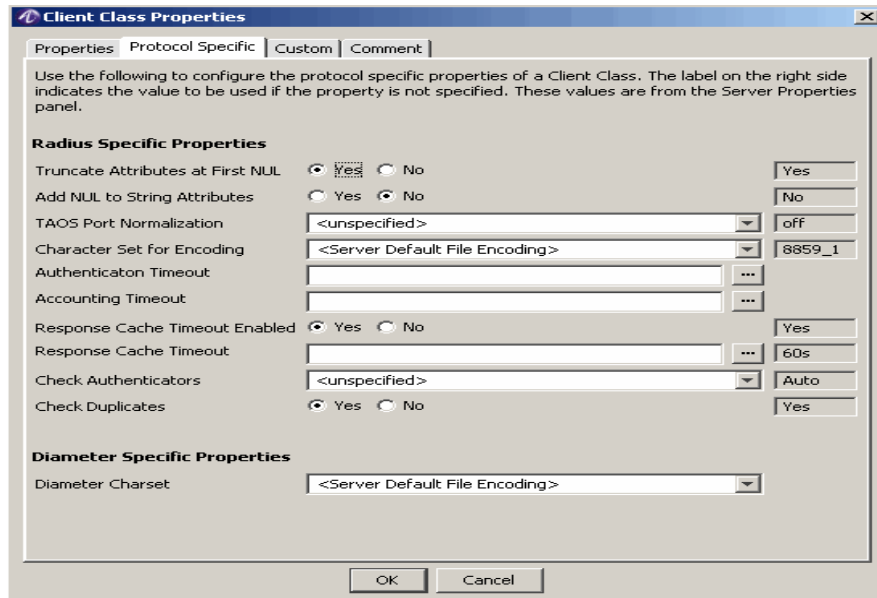 Client Class Properties
Properties Protocol Specific Custom Comment
Use the following to configure the protocol specific properties of a Client Class. The label on the right side
indicates the value to be used if the property is not specified. These values are from the Server Properties
panel.
Radius Specific Properties
Truncate Attributes at First NUL Yes No Yes
Add NUL to String Attributes Yes No No
TAOS Port Normalization <unspecified> off
Character Set for Encoding <Server Default File Encoding> 8859_1
Authenticaton Timeout ...
Accounting Timeout ...
Response Cache Timeout Enabled Yes No Yes
Response Cache Timeout ... 60s
Check Authenticators <unspecified> Auto
Check Duplicates Yes No Yes
Diameter Specific Properties
Diameter Charset <Server Default File Encoding>
OK Cancel